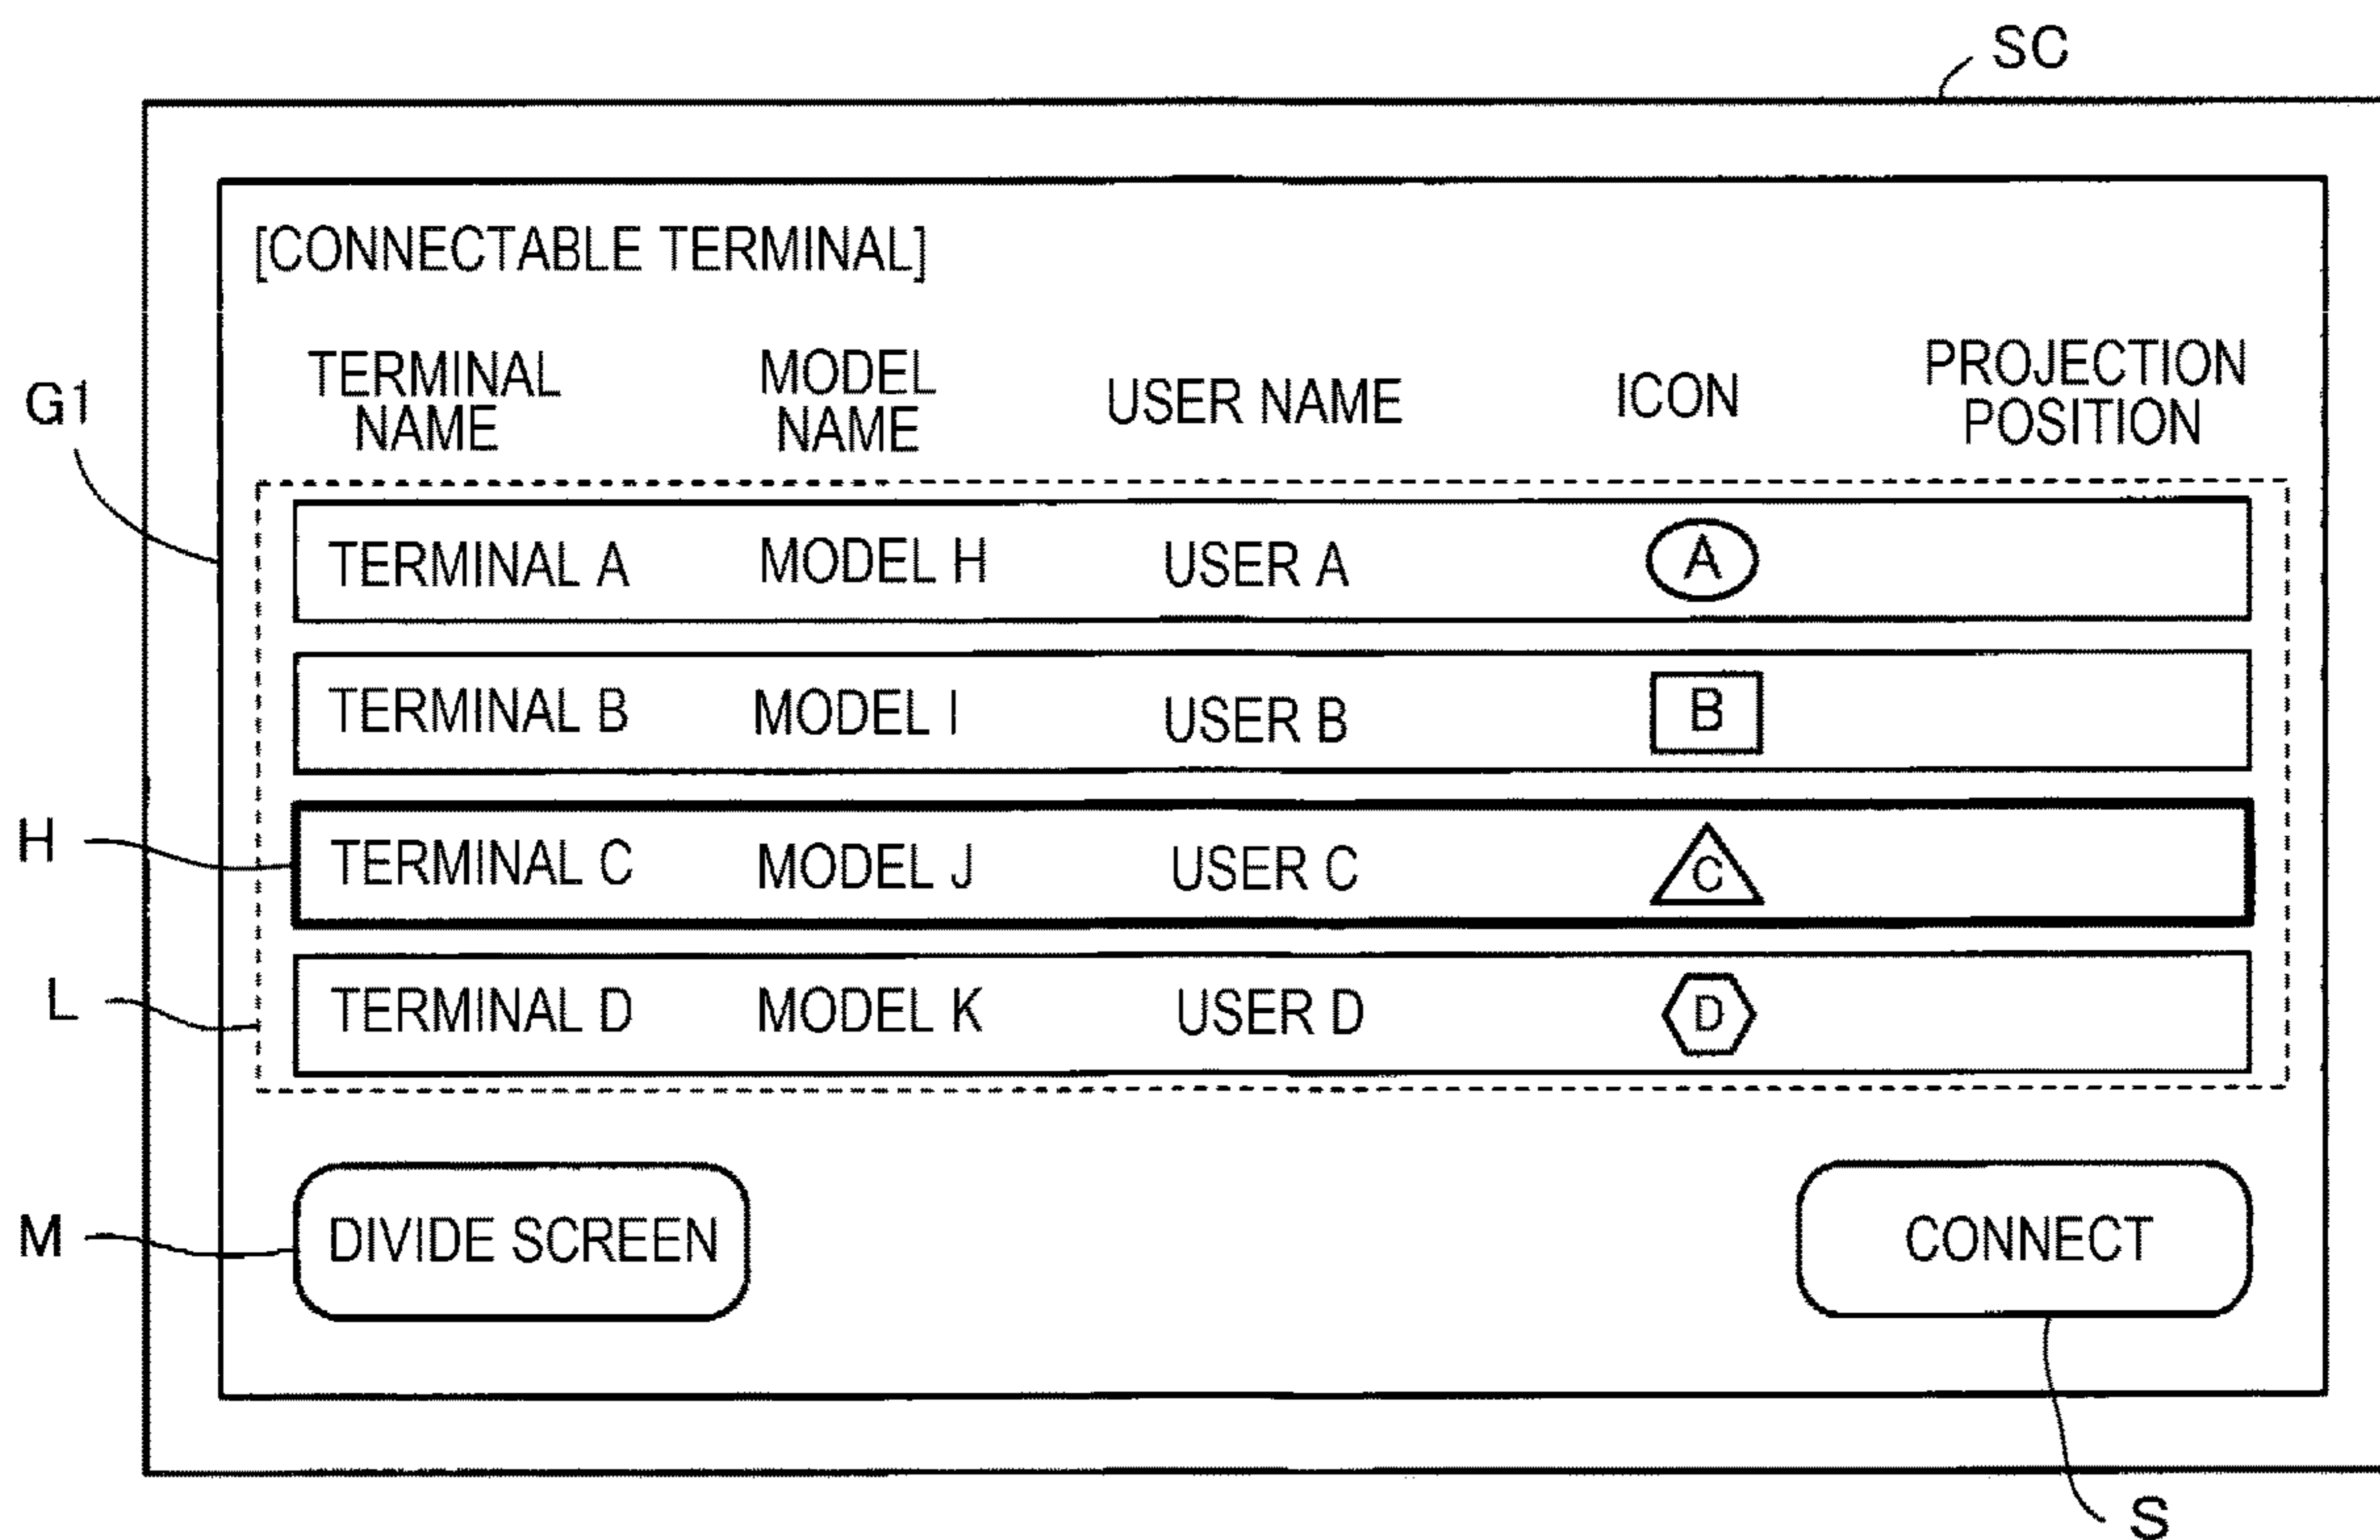 SC
[CONNECTABLE TERMINAL]
G1
TERMINAL NAME MODEL NAME USER NAME ICON PROJECTION POSITION
TERMINAL A MODEL H USER A A
TERMINAL B MODEL I USER B B
H TERMINAL C MODEL J USER C C
L TERMINAL D MODEL K USER D D
M DIVIDE SCREEN CONNECT
S